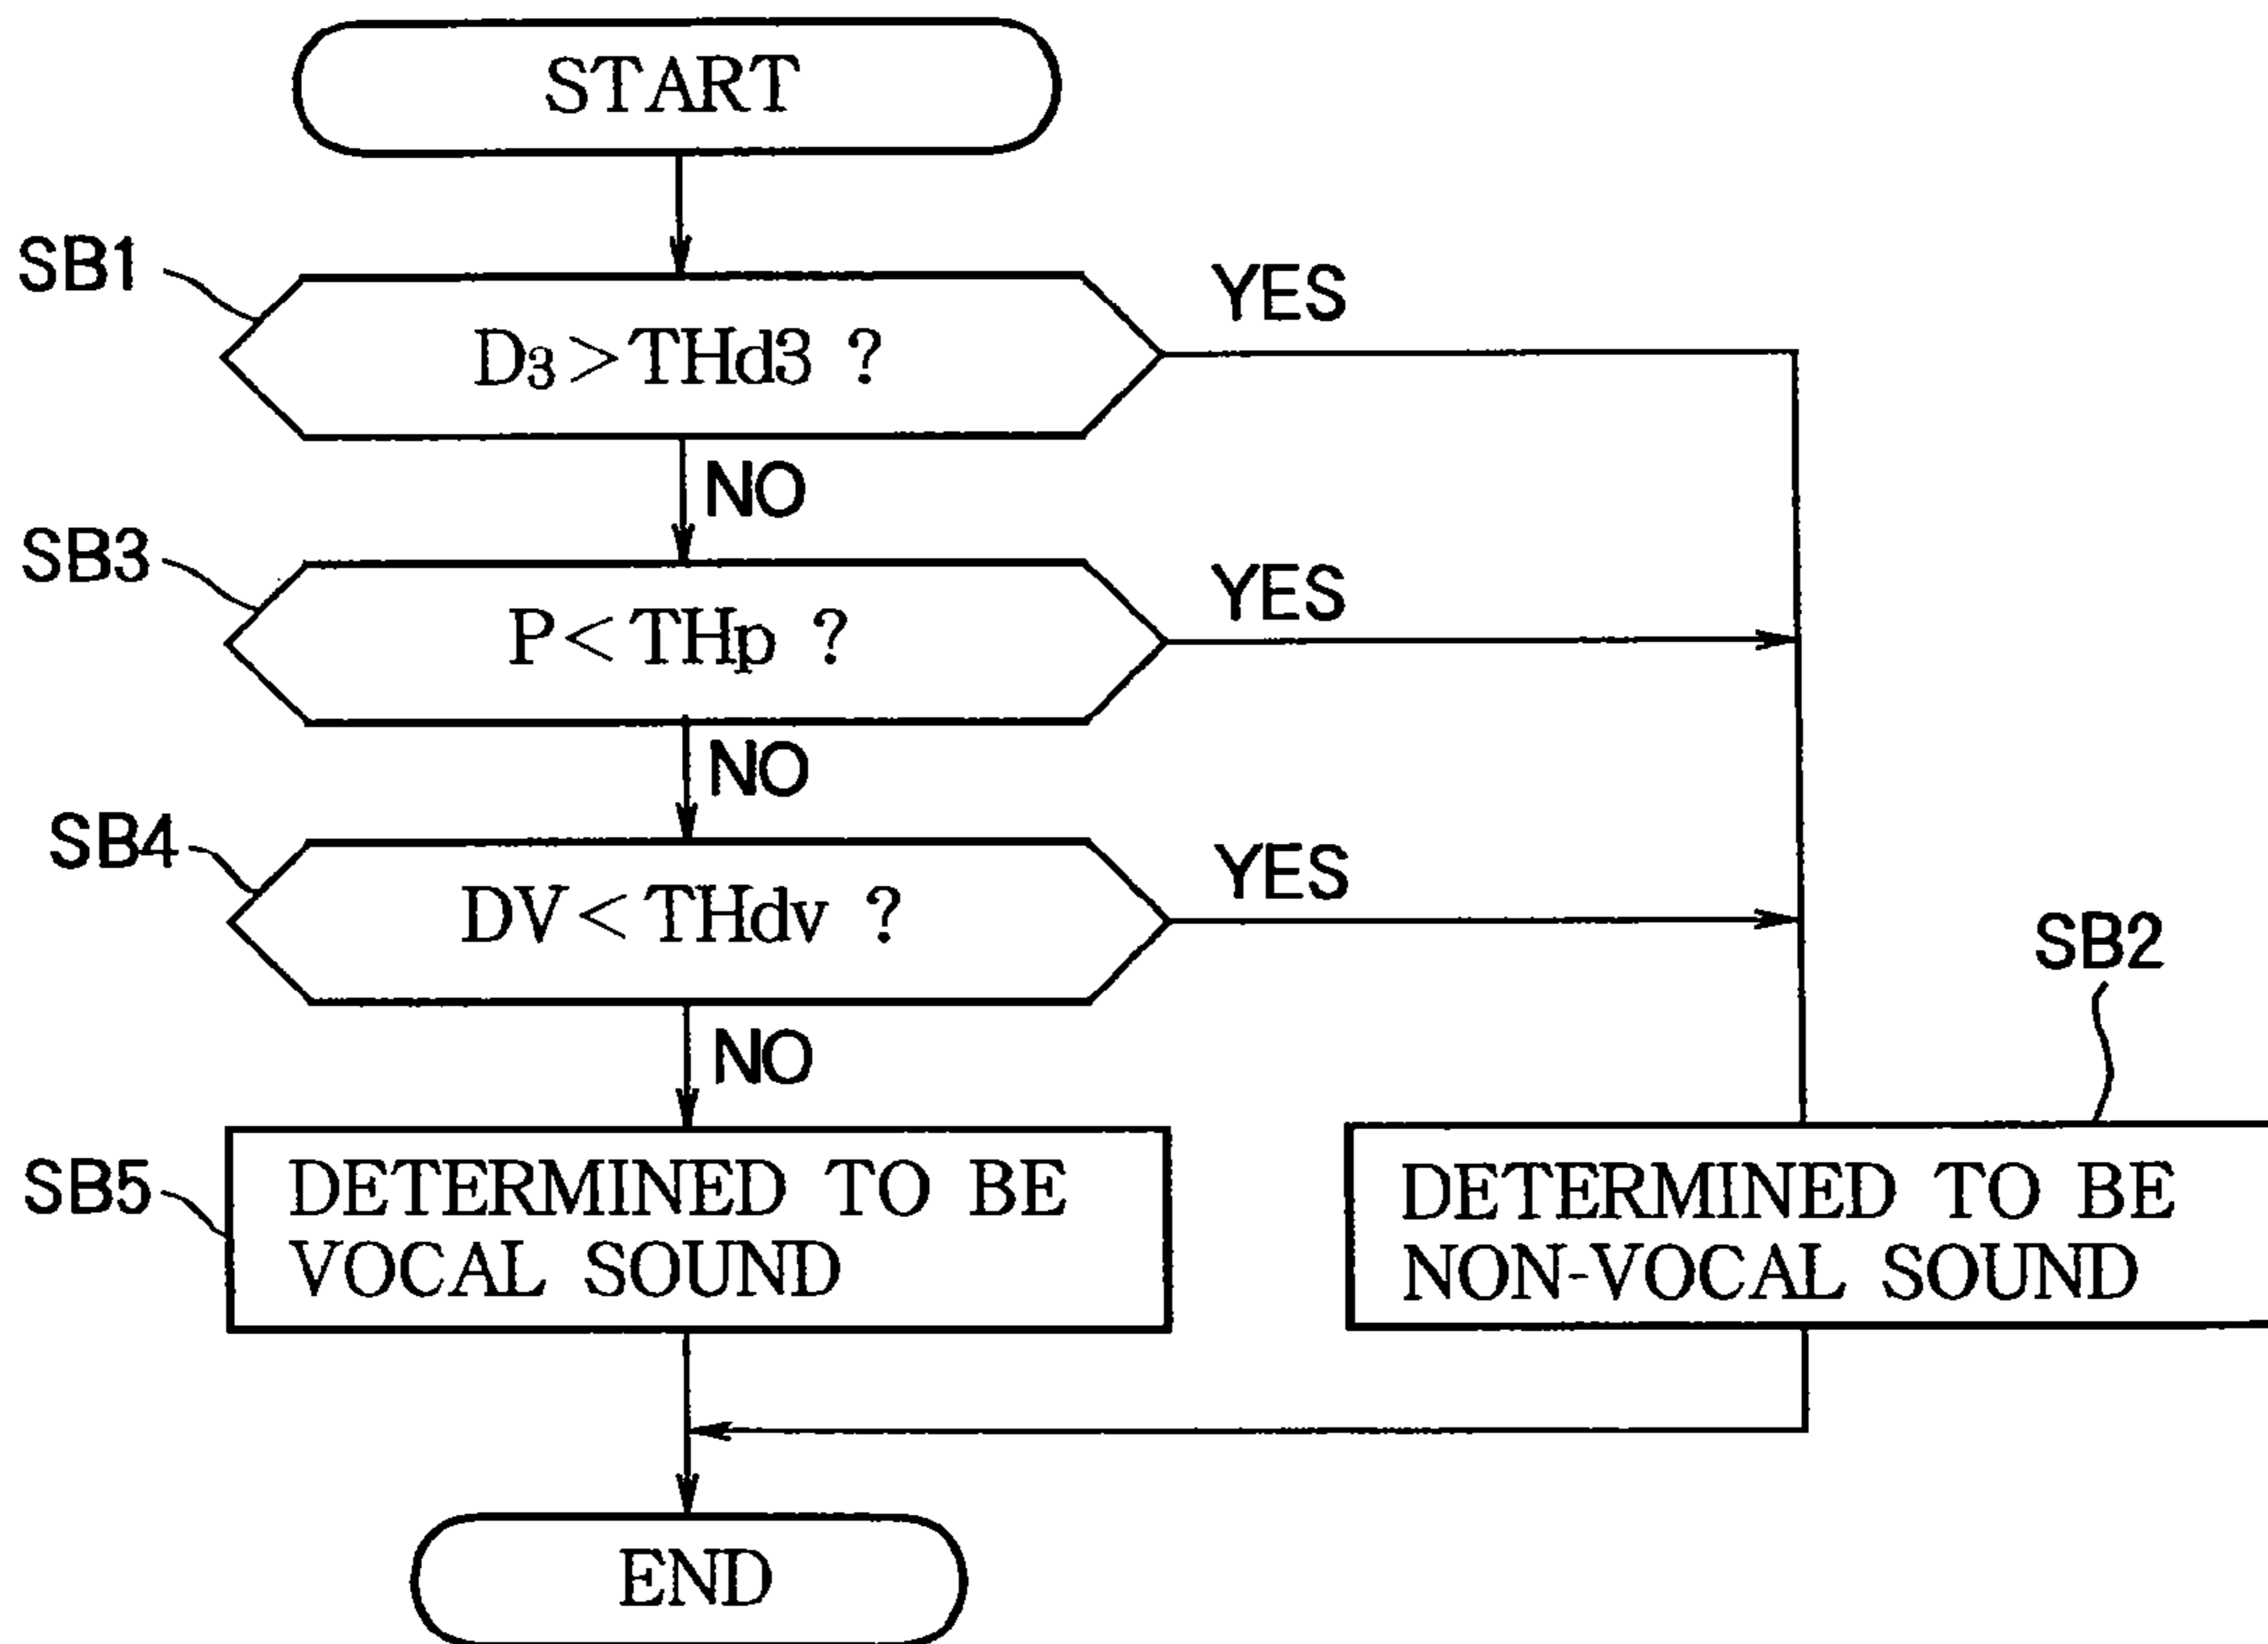 START
SB1
D₃>THd3 ?
YES
NO
SB3
P<THp ?
YES
NO
SB4
DV<THdv ?
YES
NO
SB2
SB5
DETERMINED TO BE
VOCAL SOUND
DETERMINED TO BE
NON-VOCAL SOUND
END